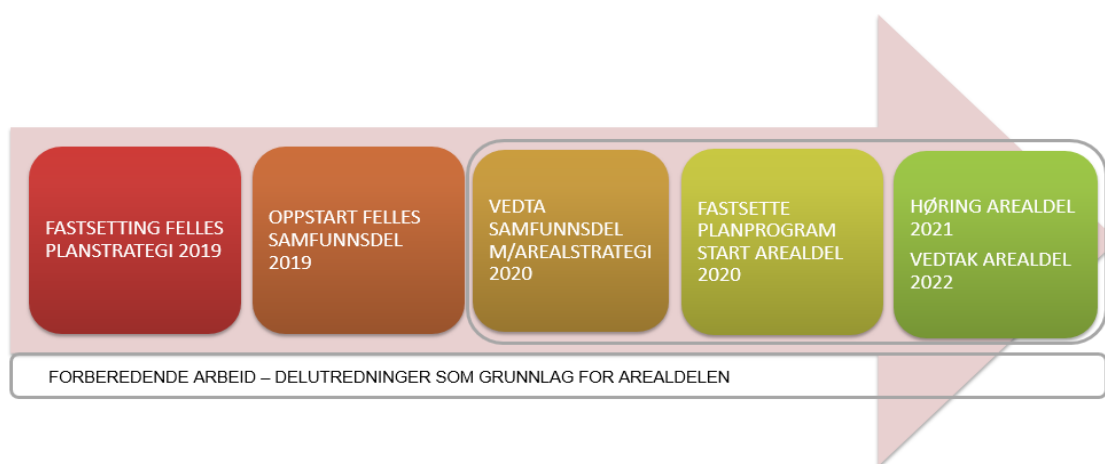 FASTSETTING FELLES
PLANSTRATEGI 2019
OPPSTART FELLES
SAMFUNNSDEL
2019
VEDTA
SAMFUNNSDEL
M/AREALSTRATEGI
2020
FASTSETTE
PLANPROGRAM
START AREALDEL
2020
HØRING AREALDEL
2021
VEDTAK AREALDEL
2022
FORBEREDENDE ARBEID – DELUTREDNINGER SOM GRUNNLAG FOR AREALDELEN